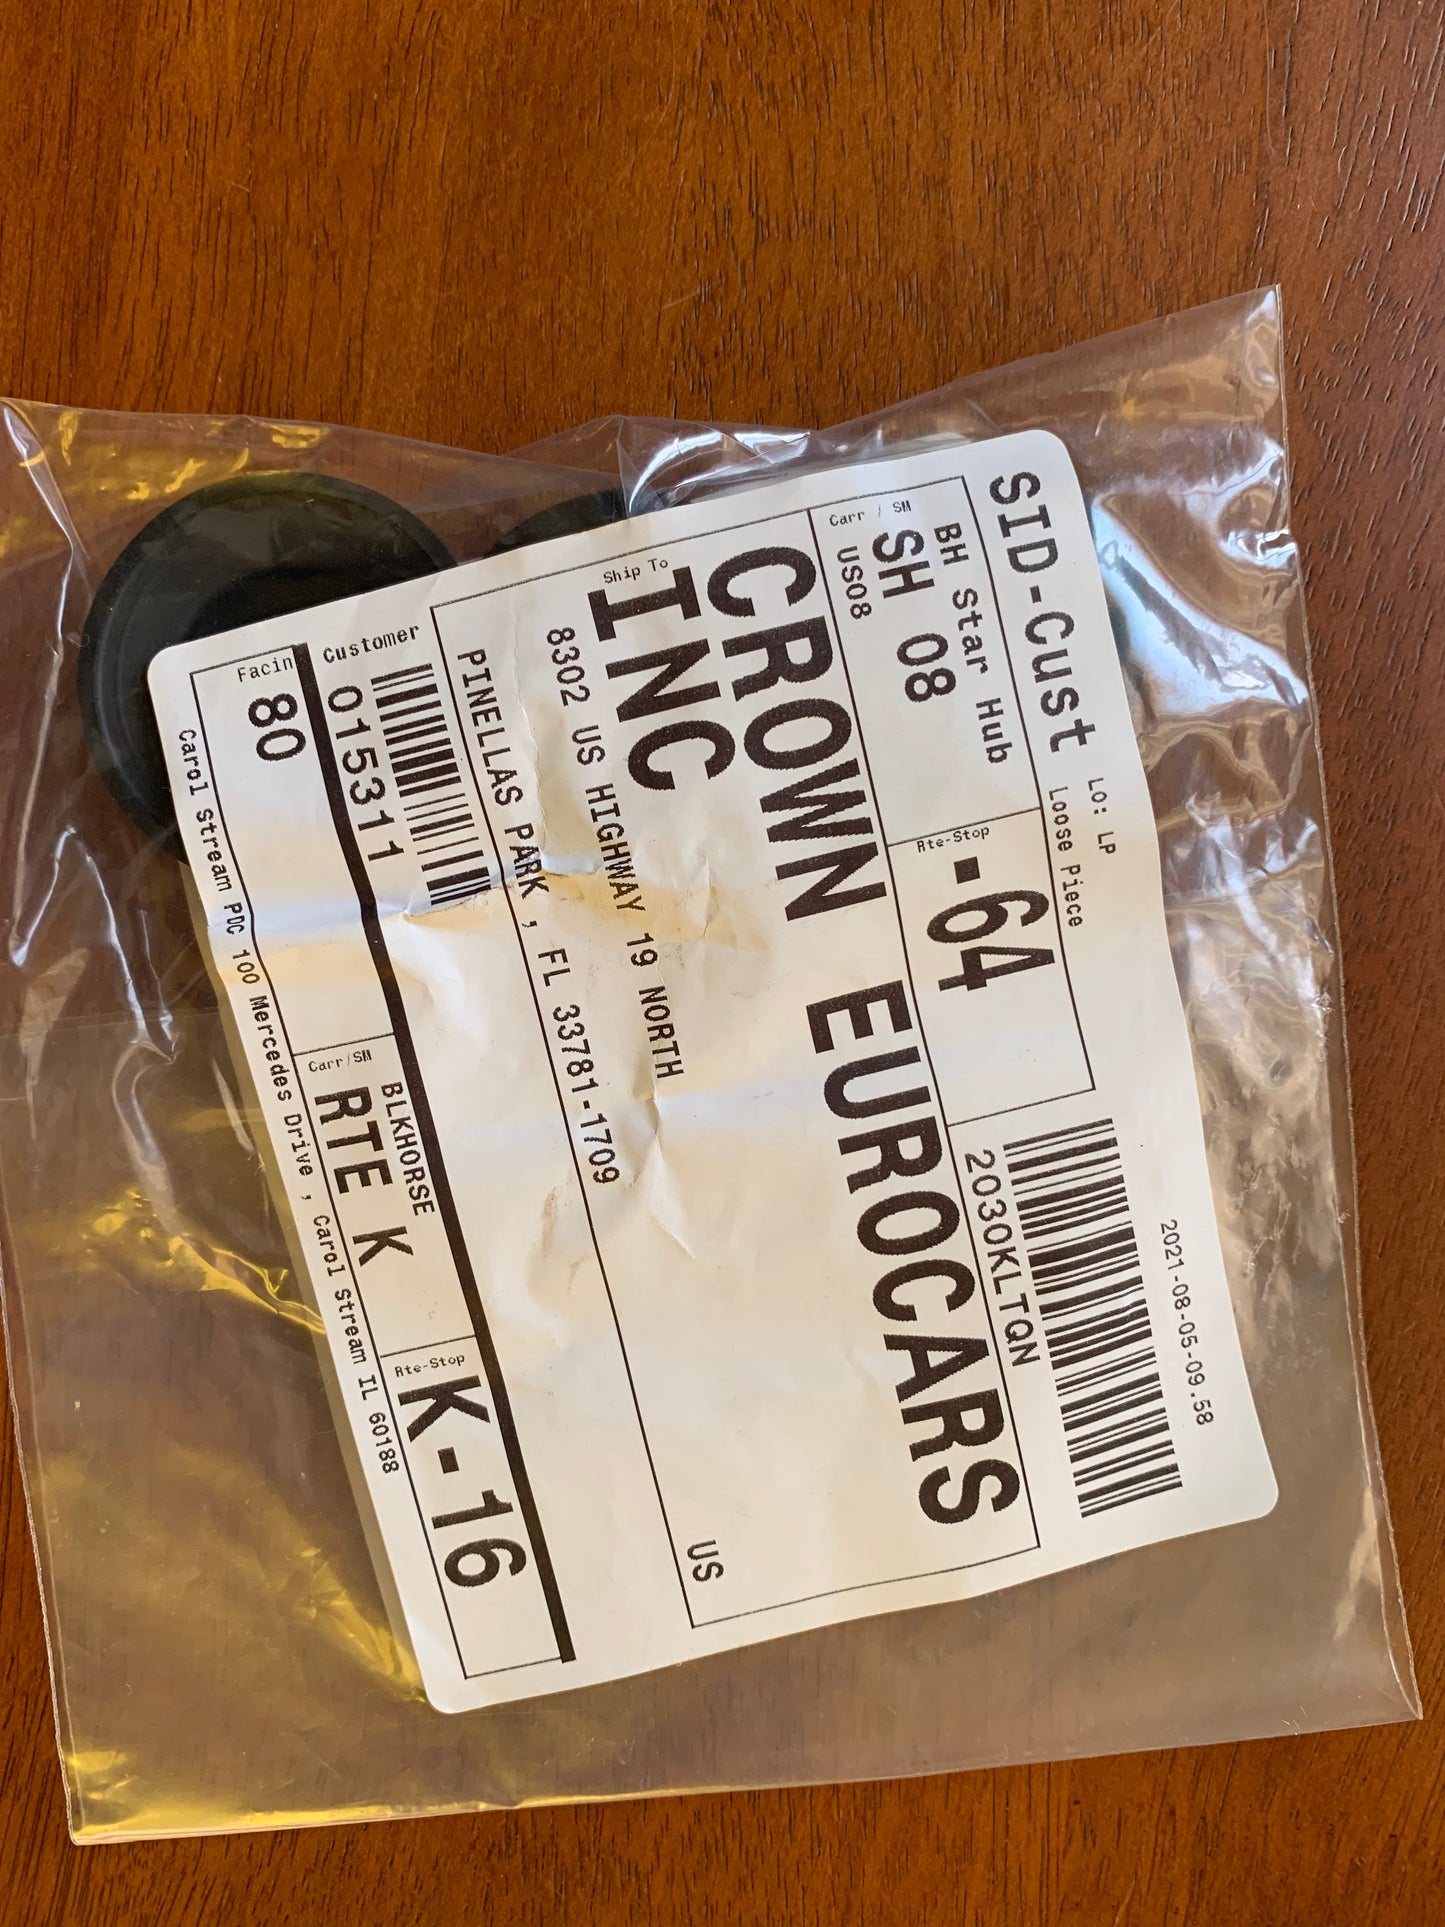 SID-Cust
LO: LP
Loose Piece
2021-08-05-09.58
BH Star Hub
Carr / SM
SH 08
US08
Rte-Stop
-64
2030KLTQN
CROWN EUROCARS
INC
Ship To
8302 US HIGHWAY 19 NORTH
PINELLAS PARK , FL 33781-1709
US
Customer
015311
BLKHORSE
Carr/SM
RTE K
Rte-Stop
K-16
Facin
80
Carol Stream PDC 100 Mercedes Drive , Carol Stream IL 60188